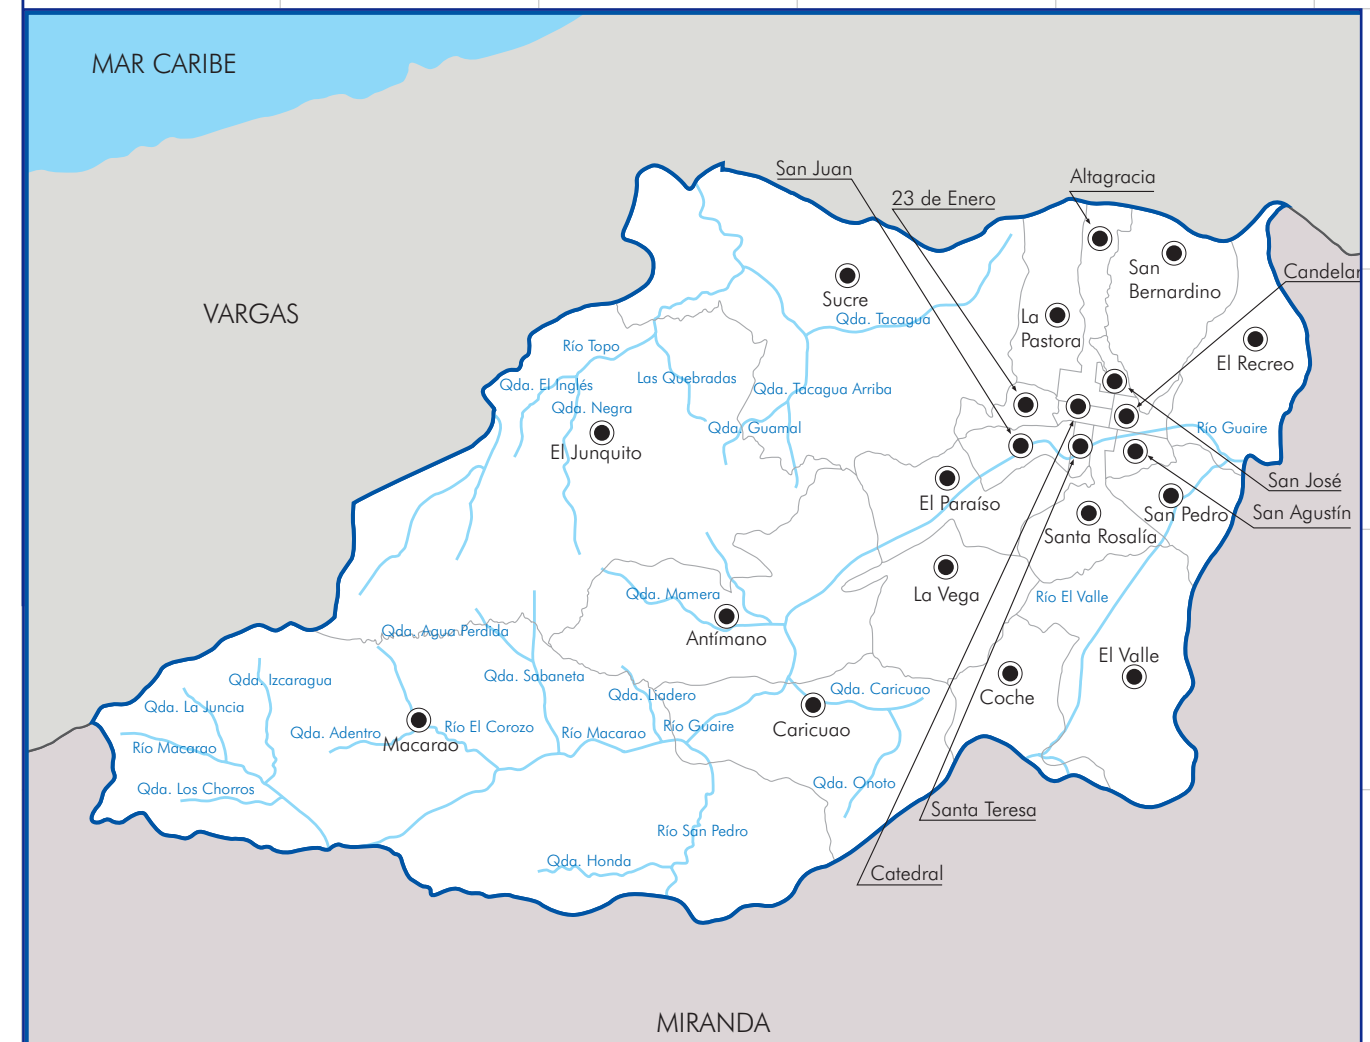 MAR CARIBE
San Juan
Altagracia
23 de Enero
San
Bernardino
Candelar
Sucre
Qda. Tacagua
VARGAS
La
Pastora
Río Topo
El Recreo
Qda. El Inglés
Las Quebradas
Qda. Tacagua Arriba
Qda. Negra
Qda. Guamal
Río Guaire
El Junquito
San José
El Paraíso
San Pedro
San Agustín
Santa Rosalía
Qda. Mamera
La Vega
Río El Valle
Qda. Agua Perdida
Antímano
El Valle
Qda. Izcaragua
Qda. Sabaneta
Qda. Liadero
Qda. Caricuao
Coche
Qda. La Juncia
Qda. Adentro
Río El Corozo
Río Macarao
Río Guaire
Caricuao
Río Macarao
Macarao
Qda. Los Chorros
Qda. Onoto
Santa Teresa
Río San Pedro
Qda. Honda
Catedral
MIRANDA